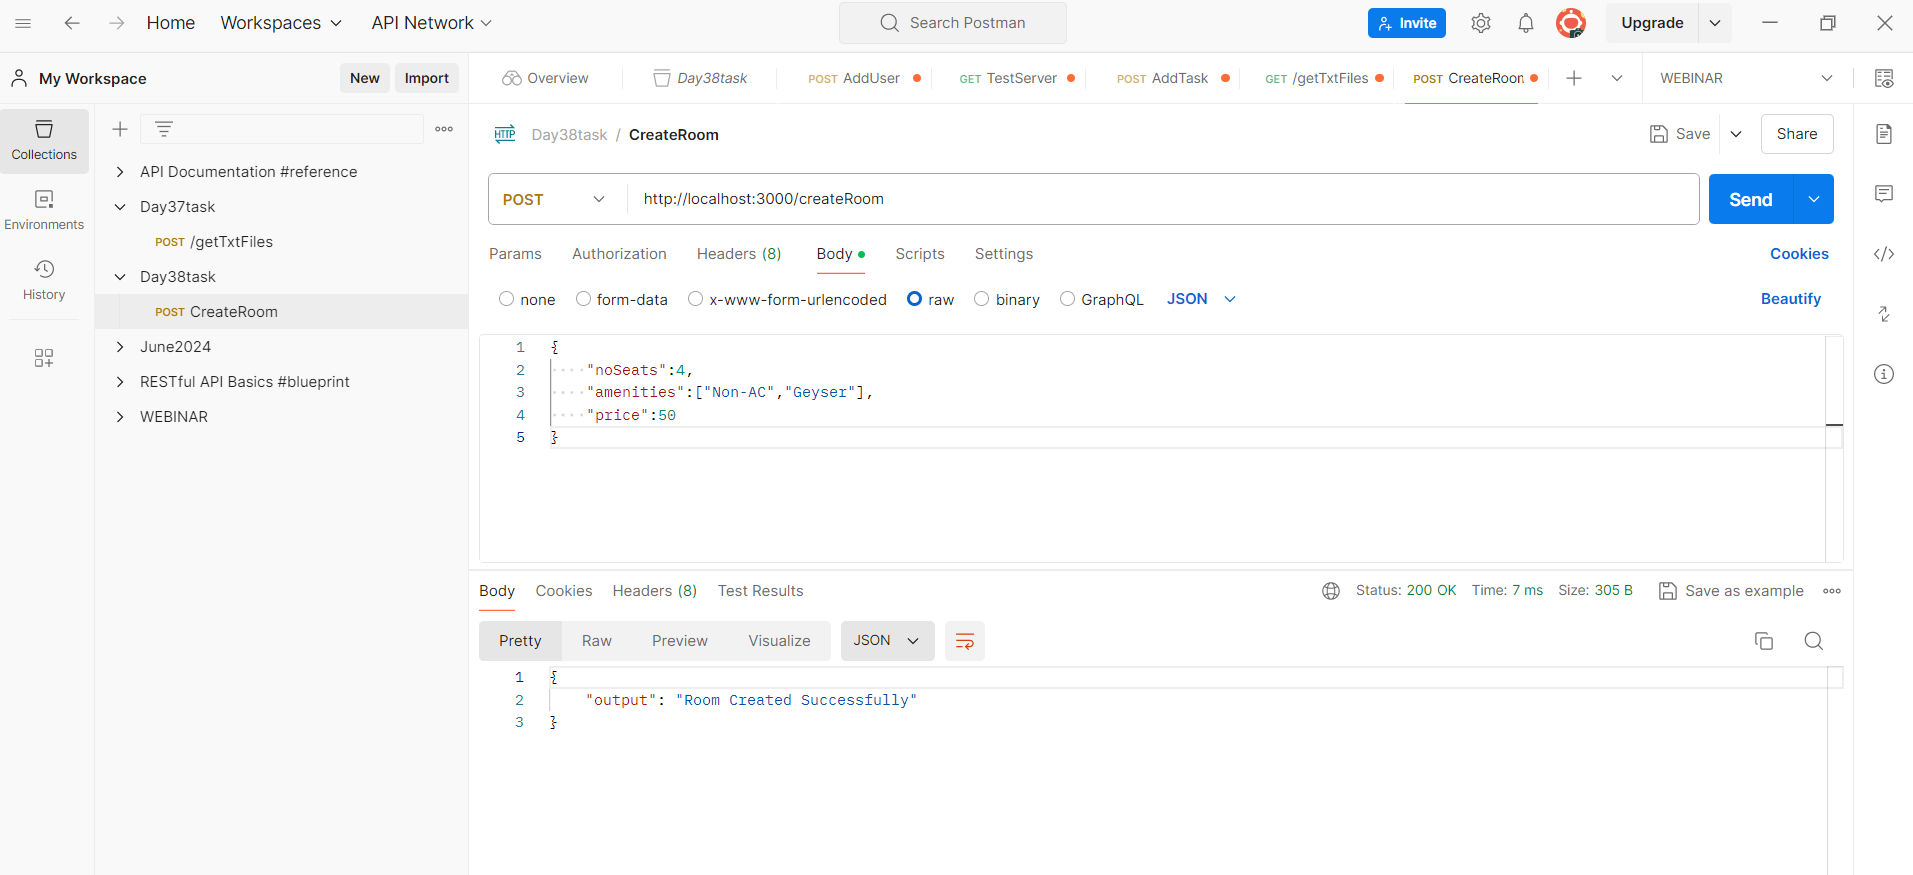 Home Workspaces API Network Search Postman Invite Upgrade
My Workspace New Import Overview Day38task POST AddUser GET TestServer POST AddTask GET /getTxtFiles POST CreateRoon WEBINAR
Collections
Environments
History
API Documentation #reference
Day37task
POST /getTxtFiles
Day38task
POST CreateRoom
June2024
RESTful API Basics #blueprint
WEBINAR
HTTP Day38task / CreateRoom Save Share
POST http://localhost:3000/createRoom Send
Params Authorization Headers (8) Body Scripts Settings Cookies
none form-data x-www-form-urlencoded raw binary GraphQL JSON Beautify
1 {
2 "noSeats":4,
3 "amenities":["Non-AC","Geyser"],
4 "price":50
5 }
Body Cookies Headers (8) Test Results Status: 200 OK Time: 7 ms Size: 305 B Save as example
Pretty Raw Preview Visualize JSON
1 {
2 "output": "Room Created Successfully"
3 }